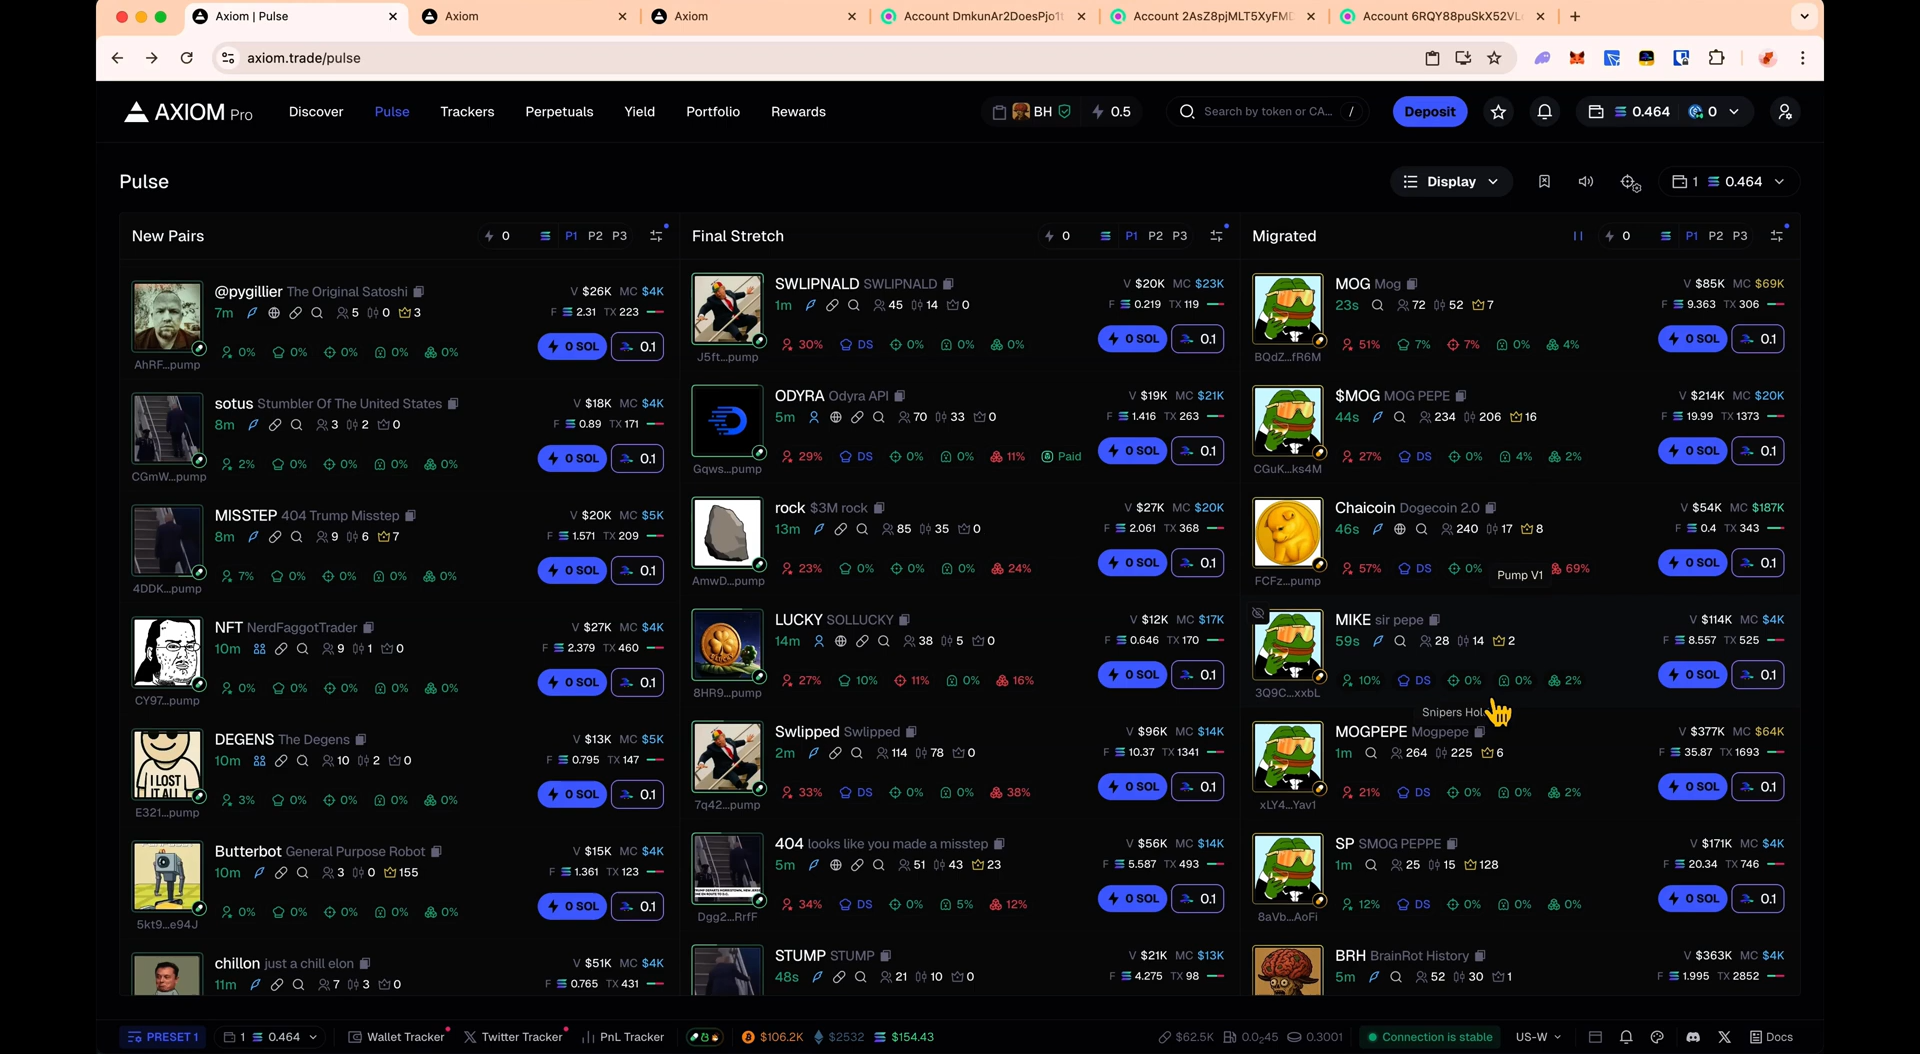 Axiom | Pulse
Axiom
Axiom
Account DmkunAr2DoesPjo1t
Account 2AsZ8pjMLT5XyFMD
Account 6RQY88puSkX52VL
axiom.trade/pulse
AXIOM Pro
Discover
Pulse
Trackers
Perpetuals
Yield
Portfolio
Rewards
BH
0.5
Search by token or CA... /
Deposit
0.464 0
Pulse
Display
1 0.464
New Pairs
0 P1 P2 P3
@pygillier The Original Satoshi
V $26K MC $4K
7m 5 0 3
F 2.31 TX 223
0% 0% 0% 0% 0%
0 SOL 0.1
AhRF...pump
sotus Stumbler Of The United States
V $18K MC $4K
8m 3 2 0
F 0.89 TX 171
2% 0% 0% 0% 0%
0 SOL 0.1
CGmW...pump
MISSTEP 404 Trump Misstep
V $20K MC $5K
8m 9 6 7
F 1.571 TX 209
7% 0% 0% 0% 0%
0 SOL 0.1
4DDK...pump
NFT NerdFaggotTrader
V $27K MC $4K
10m 9 1 0
F 2.379 TX 460
0% 0% 0% 0% 0%
0 SOL 0.1
CY97...pump
DEGENS The Degens
V $13K MC $5K
10m 10 2 0
F 0.795 TX 147
I LOST
IT ALL
3% 0% 0% 0% 0%
0 SOL 0.1
E321...pump
Butterbot General Purpose Robot
V $15K MC $4K
10m 3 0 155
F 1.361 TX 123
0% 0% 0% 0% 0%
0 SOL 0.1
5kt9...e94J
chillon just a chill elon
V $51K MC $4K
11m 7 3 0
F 0.765 TX 431
Final Stretch
0 P1 P2 P3
SWLIPNALD SWLIPNALD
V $20K MC $23K
1m 45 14 0
F 0.219 TX 119
30% DS 0% 0% 0%
0 SOL 0.1
J5ft...pump
ODYRA Odyra API
V $19K MC $21K
5m 70 33 0
F 1.416 TX 263
29% DS 0% 0% 11% Paid
0 SOL 0.1
Gqws...pump
rock $3M rock
V $27K MC $20K
13m 85 35 0
F 2.061 TX 368
23% 0% 0% 0% 24%
0 SOL 0.1
AmwD...pump
LUCKY SOLLUCKY
V $12K MC $17K
14m 38 5 0
F 0.646 TX 170
27% 10% 11% 0% 16%
0 SOL 0.1
8HR9...pump
Swlipped Swlipped
V $96K MC $14K
2m 114 78 0
F 10.37 TX 1341
33% DS 0% 0% 38%
0 SOL 0.1
7q42...pump
404 looks like you made a misstep
V $56K MC $14K
5m 51 43 23
F 5.587 TX 493
34% DS 0% 5% 12%
0 SOL 0.1
Dgg2...RrfF
STUMP STUMP
V $21K MC $13K
48s 21 10 0
F 4.275 TX 98
Migrated
0 P1 P2 P3
MOG Mog
V $85K MC $69K
23s 72 52 7
F 9.363 TX 306
51% 7% 7% 0% 4%
0 SOL 0.1
BQdZ...fR6M
$MOG MOG PEPE
V $214K MC $20K
44s 234 206 16
F 19.99 TX 1373
27% DS 0% 4% 2%
0 SOL 0.1
CGuK...ks4M
Chaicoin Dogecoin 2.0
V $54K MC $187K
46s 240 17 8
F 0.4 TX 343
57% DS 0% 69%
Pump V1
0 SOL 0.1
FCFz...pump
MIKE sir pepe
V $114K MC $4K
59s 28 14 2
F 8.557 TX 525
10% DS 0% 0% 2%
0 SOL 0.1
3Q9C...xxbL
Snipers Hol
MOGPEPE Mogpepe
V $377K MC $64K
1m 264 225 6
F 35.87 TX 1693
21% DS 0% 0% 2%
0 SOL 0.1
xLY4...Yav1
SP SMOG PEPPE
V $171K MC $4K
1m 25 15 128
F 20.34 TX 746
12% DS 0% 0% 0%
0 SOL 0.1
8aVb...AoFi
BRH BrainRot History
V $363K MC $4K
5m 52 30 1
F 1.995 TX 2852
PRESET 1
1 0.464
Wallet Tracker
Twitter Tracker
PnL Tracker
$106.2K $2532 $154.43
$62.5K 0.0₂45 0.3001
Connection is stable
US-W
Docs